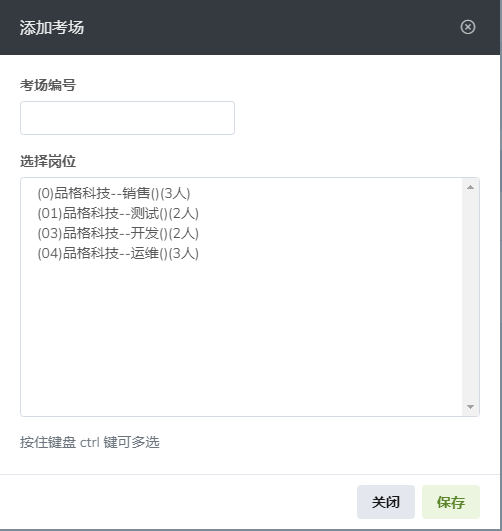 添加考场
考场编号
选择岗位
(0)品格科技--销售()(3人)
(01)品格科技--测试()(2人)
(03)品格科技--开发()(2人)
(04)品格科技--运维()(3人)
按住键盘 ctrl 键可多选
关闭
保存